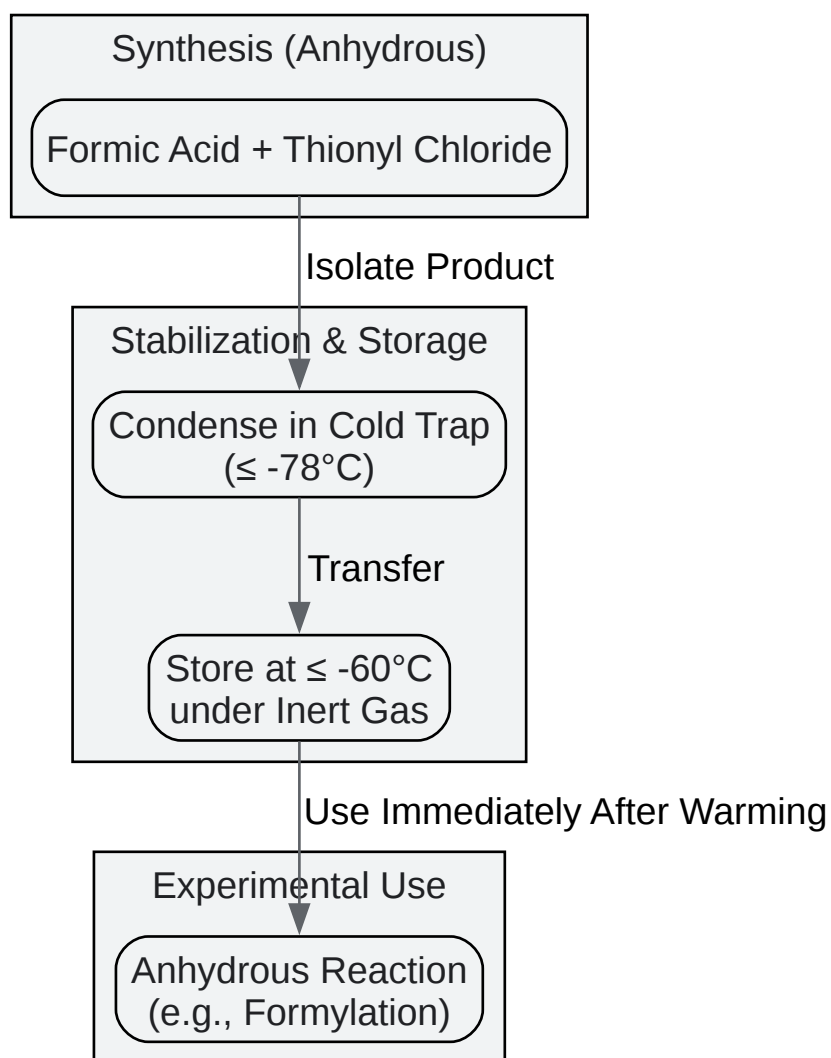 Synthesis (Anhydrous)
Formic Acid + Thionyl Chloride
Isolate Product
Stabilization & Storage
Condense in Cold Trap
(≤ -78°C)
Transfer
Store at ≤ -60°C
under Inert Gas
Use Immediately After Warming
Experimental Use
Anhydrous Reaction
(e.g., Formylation)